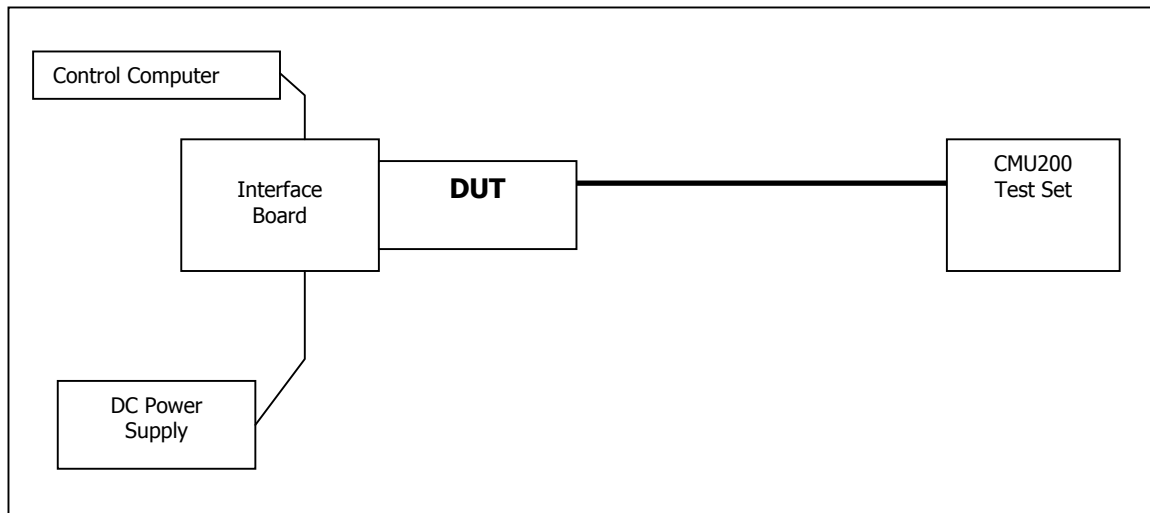 Control Computer
Interface
Board
DUT
CMU200
Test Set
DC Power
Supply